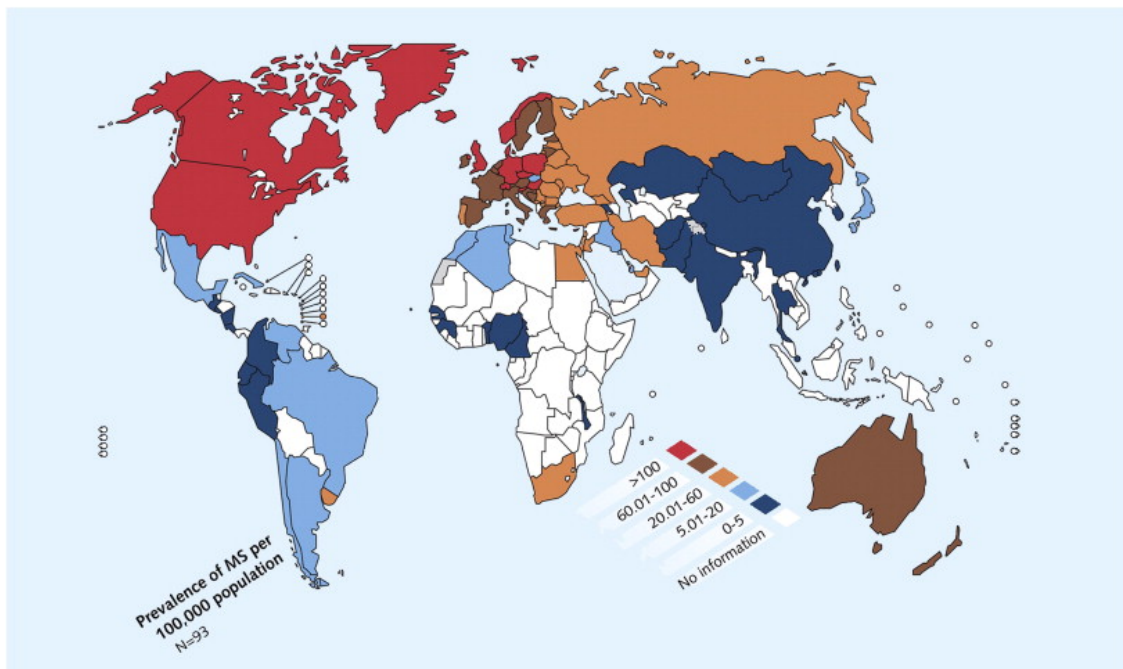 >100
60.01-100
20.01-60
5.01-20
0-5
No information
Prevalence of MS per
100,000 population
N=93